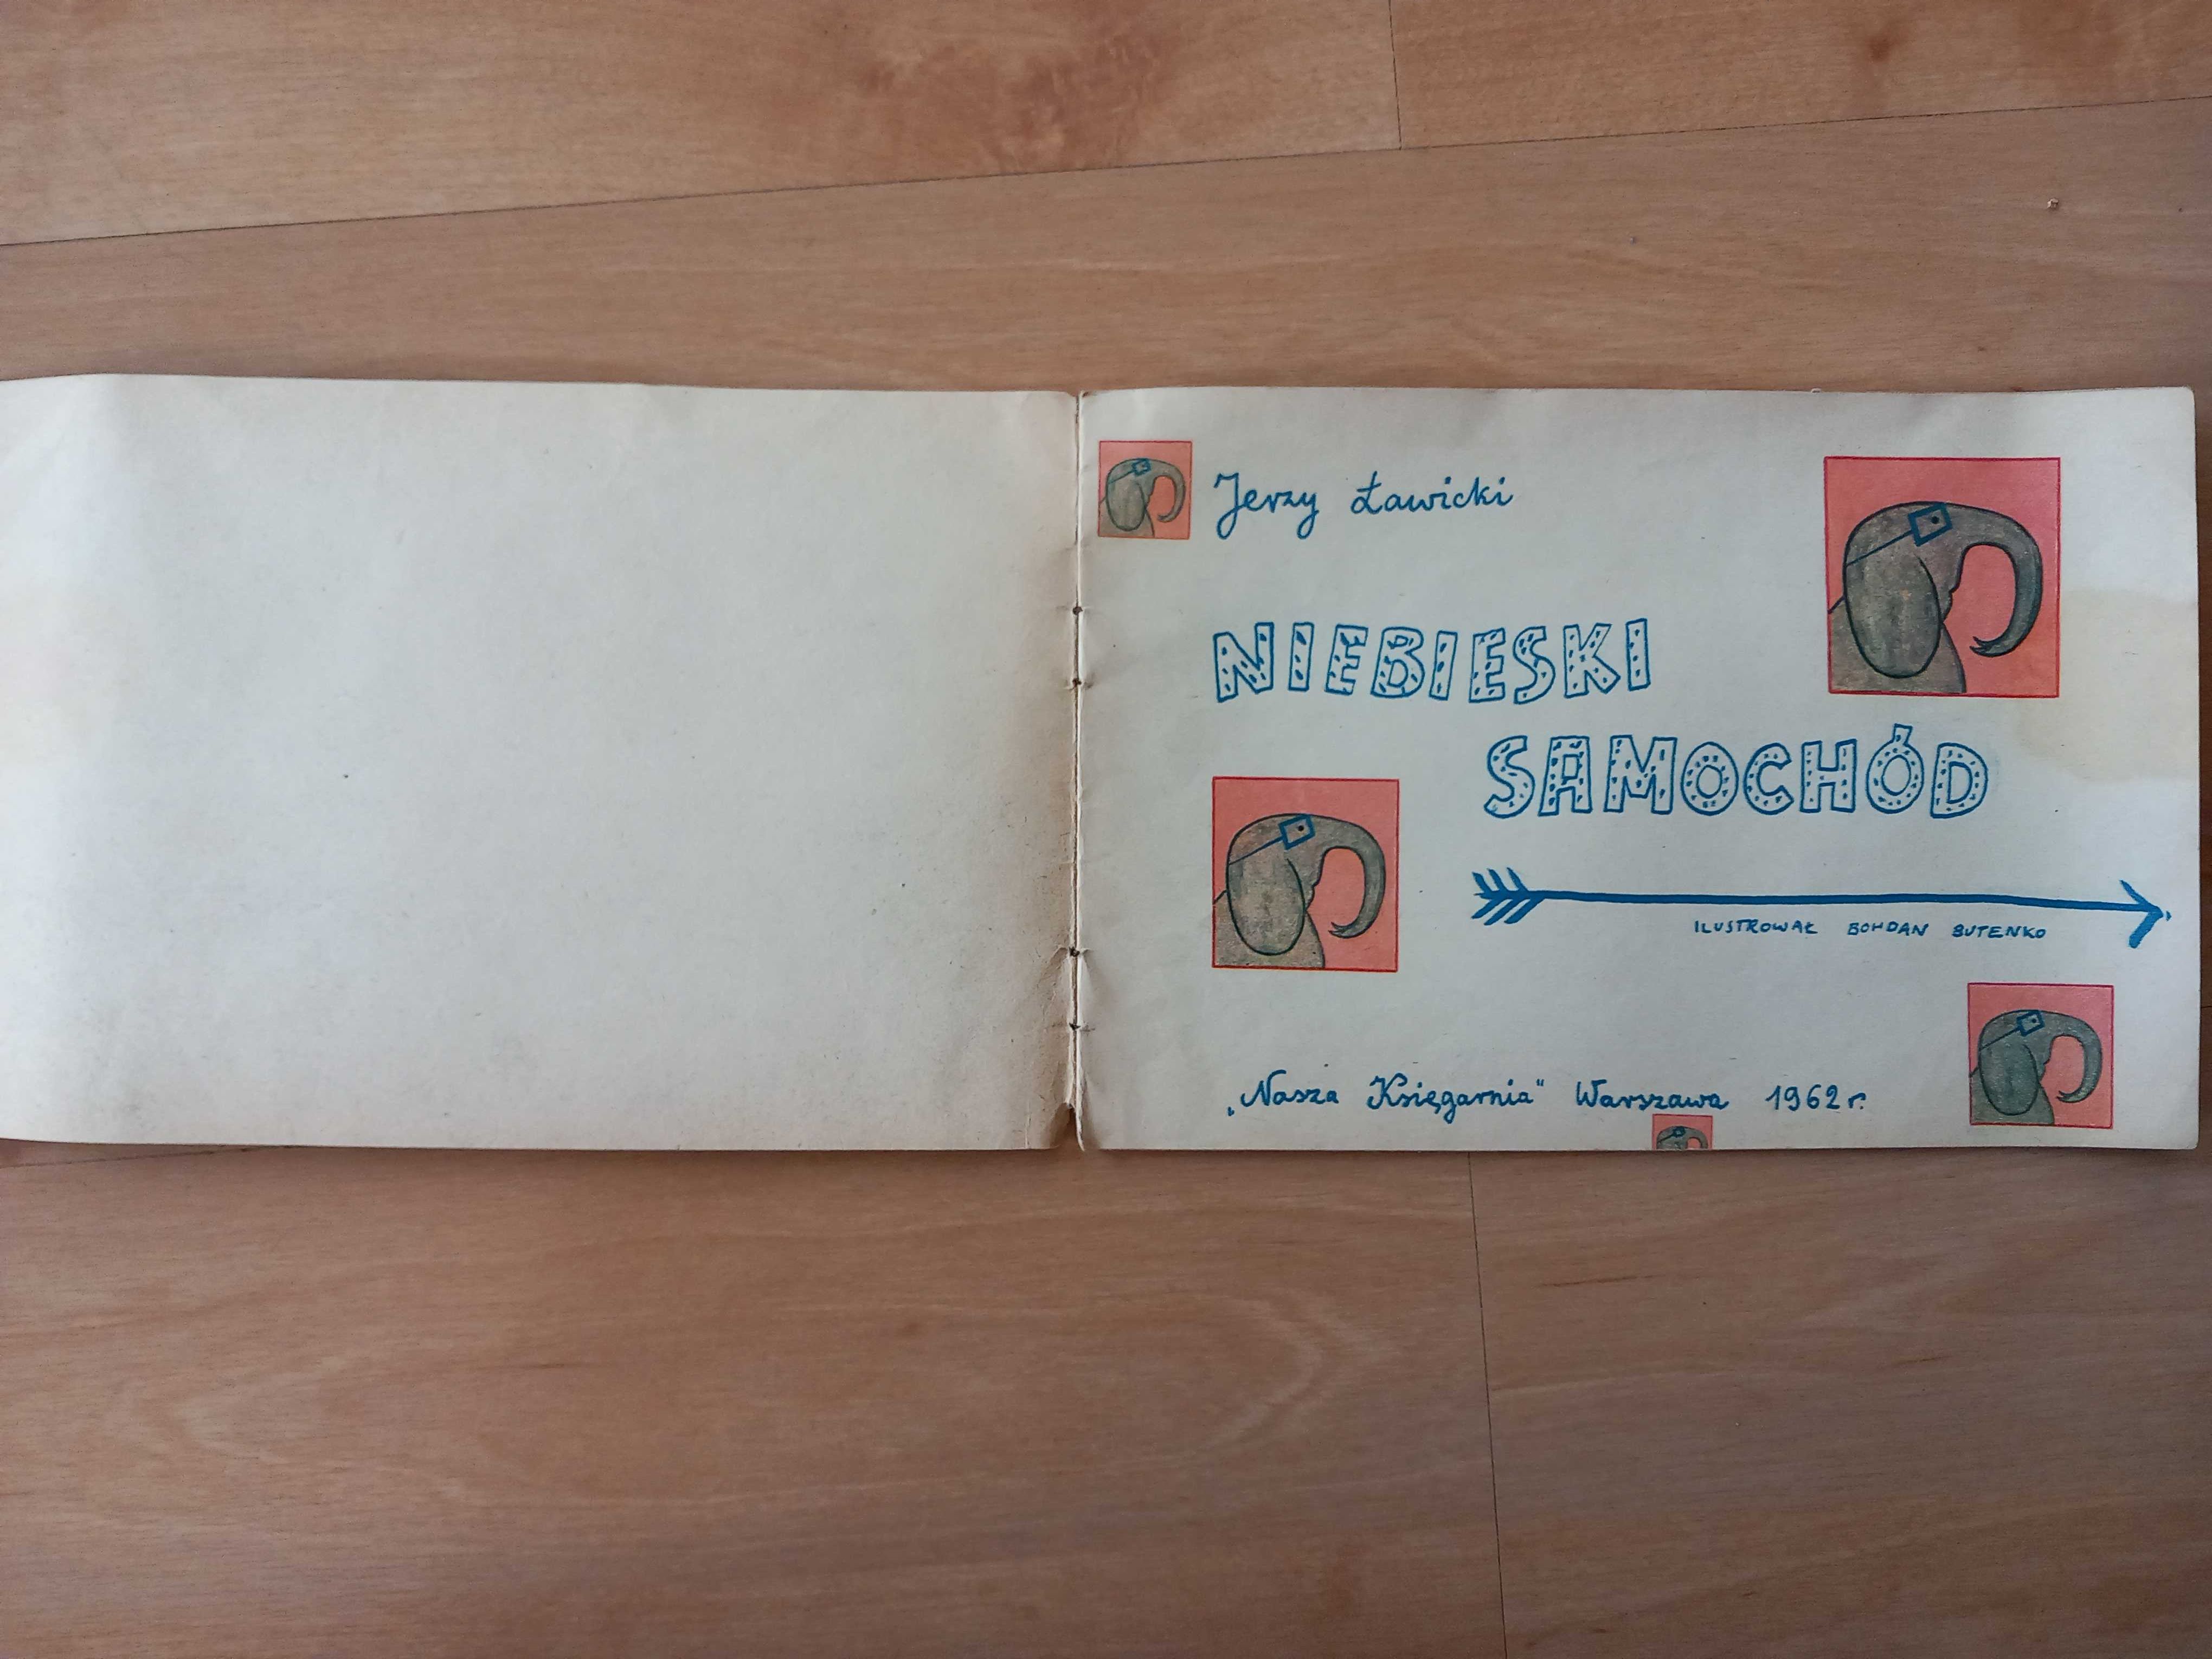 Jerzy Ławicki
NIEBIESKI
SAMOCHÓD
ILUSTROWAŁ BOHDAN BUTENKO
„Nasza Księgarnia" Warszawa 1962 r.